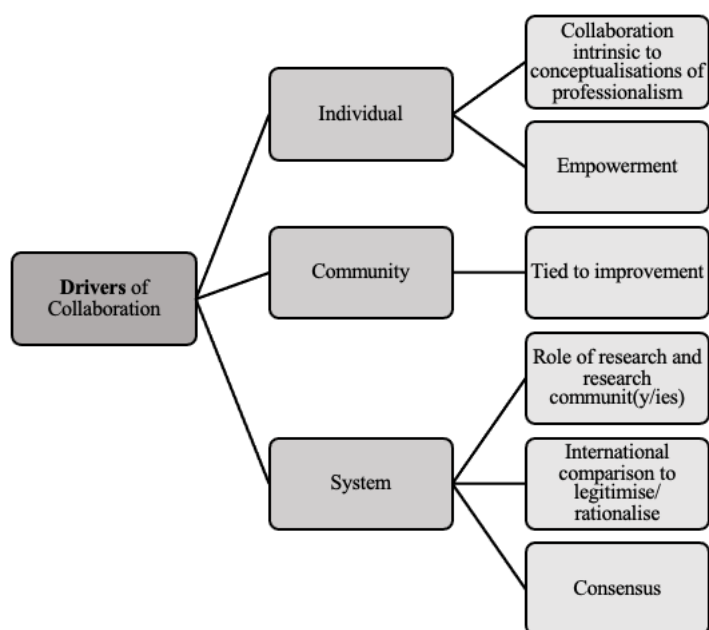 Collaboration
intrinsic to
conceptualisations of
professionalism
Individual
Empowerment
Community
Tied to improvement
Drivers of
Collaboration
Role of research and
research
communit(y/ies)
System
International
comparison to
legitimise/
rationalise
Consensus